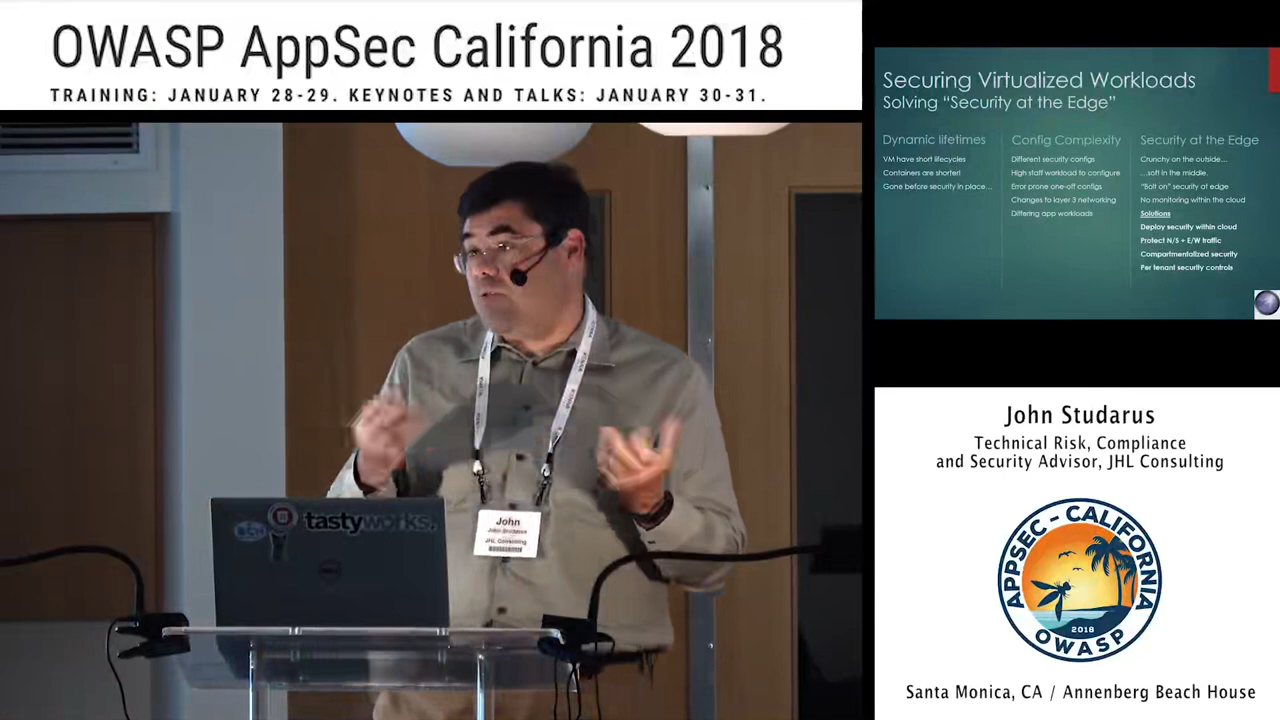 OWASP AppSec California 2018
TRAINING: JANUARY 28-29. KEYNOTES AND TALKS: JANUARY 30-31.
Securing Virtualized Workloads
Solving “Security at the Edge”
Dynamic lifetimes
VM have short lifecycles
Containers are shorter!
Gone before security in place...
Config Complexity
Different security configs
High staff workload to configure
Error prone one-off configs
Changes to layer 3 networking
Differing app workloads
Security at the Edge
Crunchy on the outside...
...soft in the middle.
“Bolt on” security at edge
No monitoring within the cloud
Solutions
Deploy security within cloud
Protect N/S + E/W traffic
Compartmentalized security
Per tenant security controls
tastyworks.
DELL
John
John Studarus
JHL Consulting
John Studarus
Technical Risk, Compliance
and Security Advisor, JHL Consulting
APPSEC - CALIFORNIA
2018
OWASP
Santa Monica, CA / Annenberg Beach House